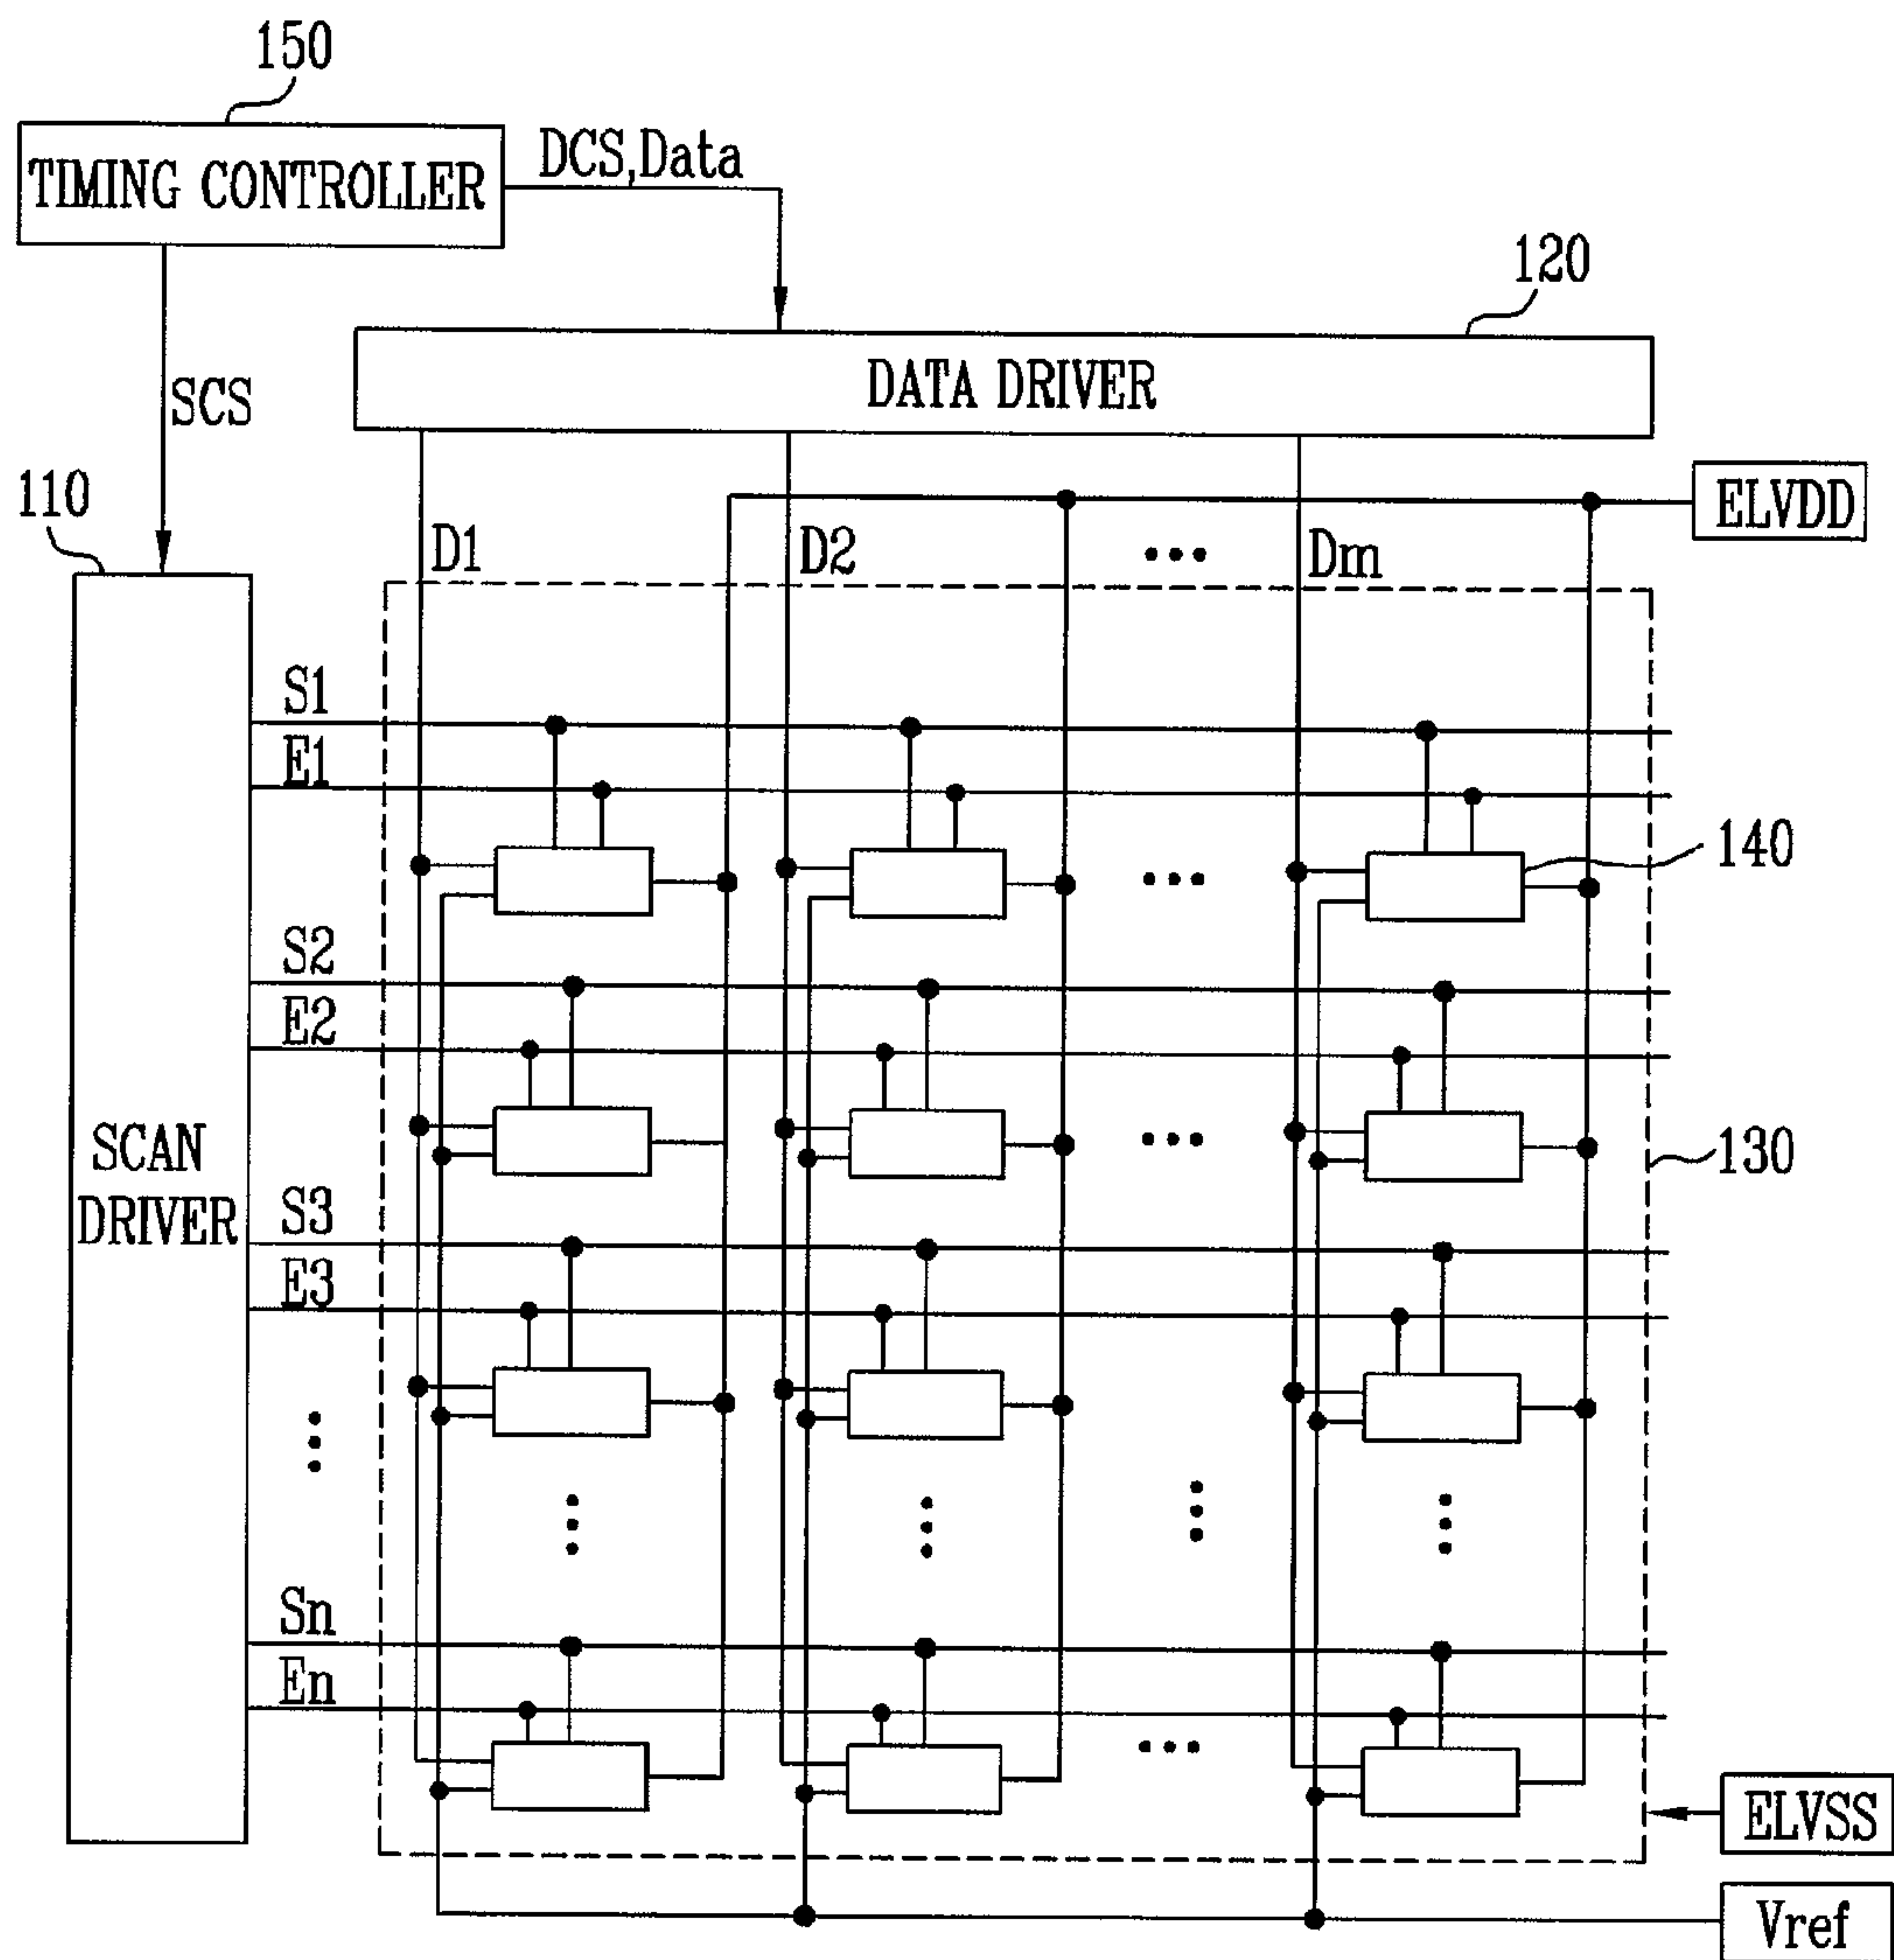 150
TIMING CONTROLLER
DCS,Data
120
DATA DRIVER
SCS
110
ELVDD
D1
D2
Dm
S1
E1
140
S2
E2
SCAN
DRIVER
130
S3
E3
Sn
En
ELVSS
Vref